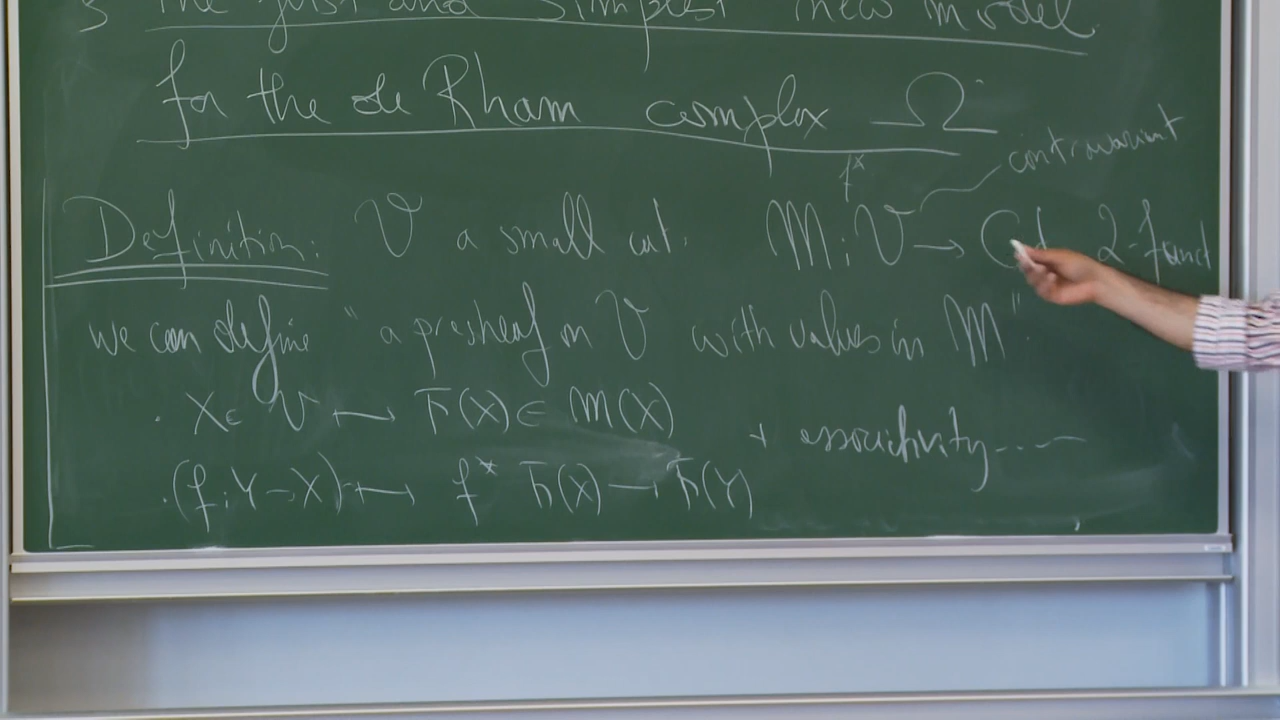 3 the first and simplest new model
for the de Rham complex Ω˙
f* contravariant
Definition: V a small cat. M: V → C 2-funct
we can define "a presheaf on V with values in M"
· X ∈ V ⟼ F(X) ∈ M(X)
+ associativity....
· (f: Y → X) ⟼ f* F(X) → F(Y)